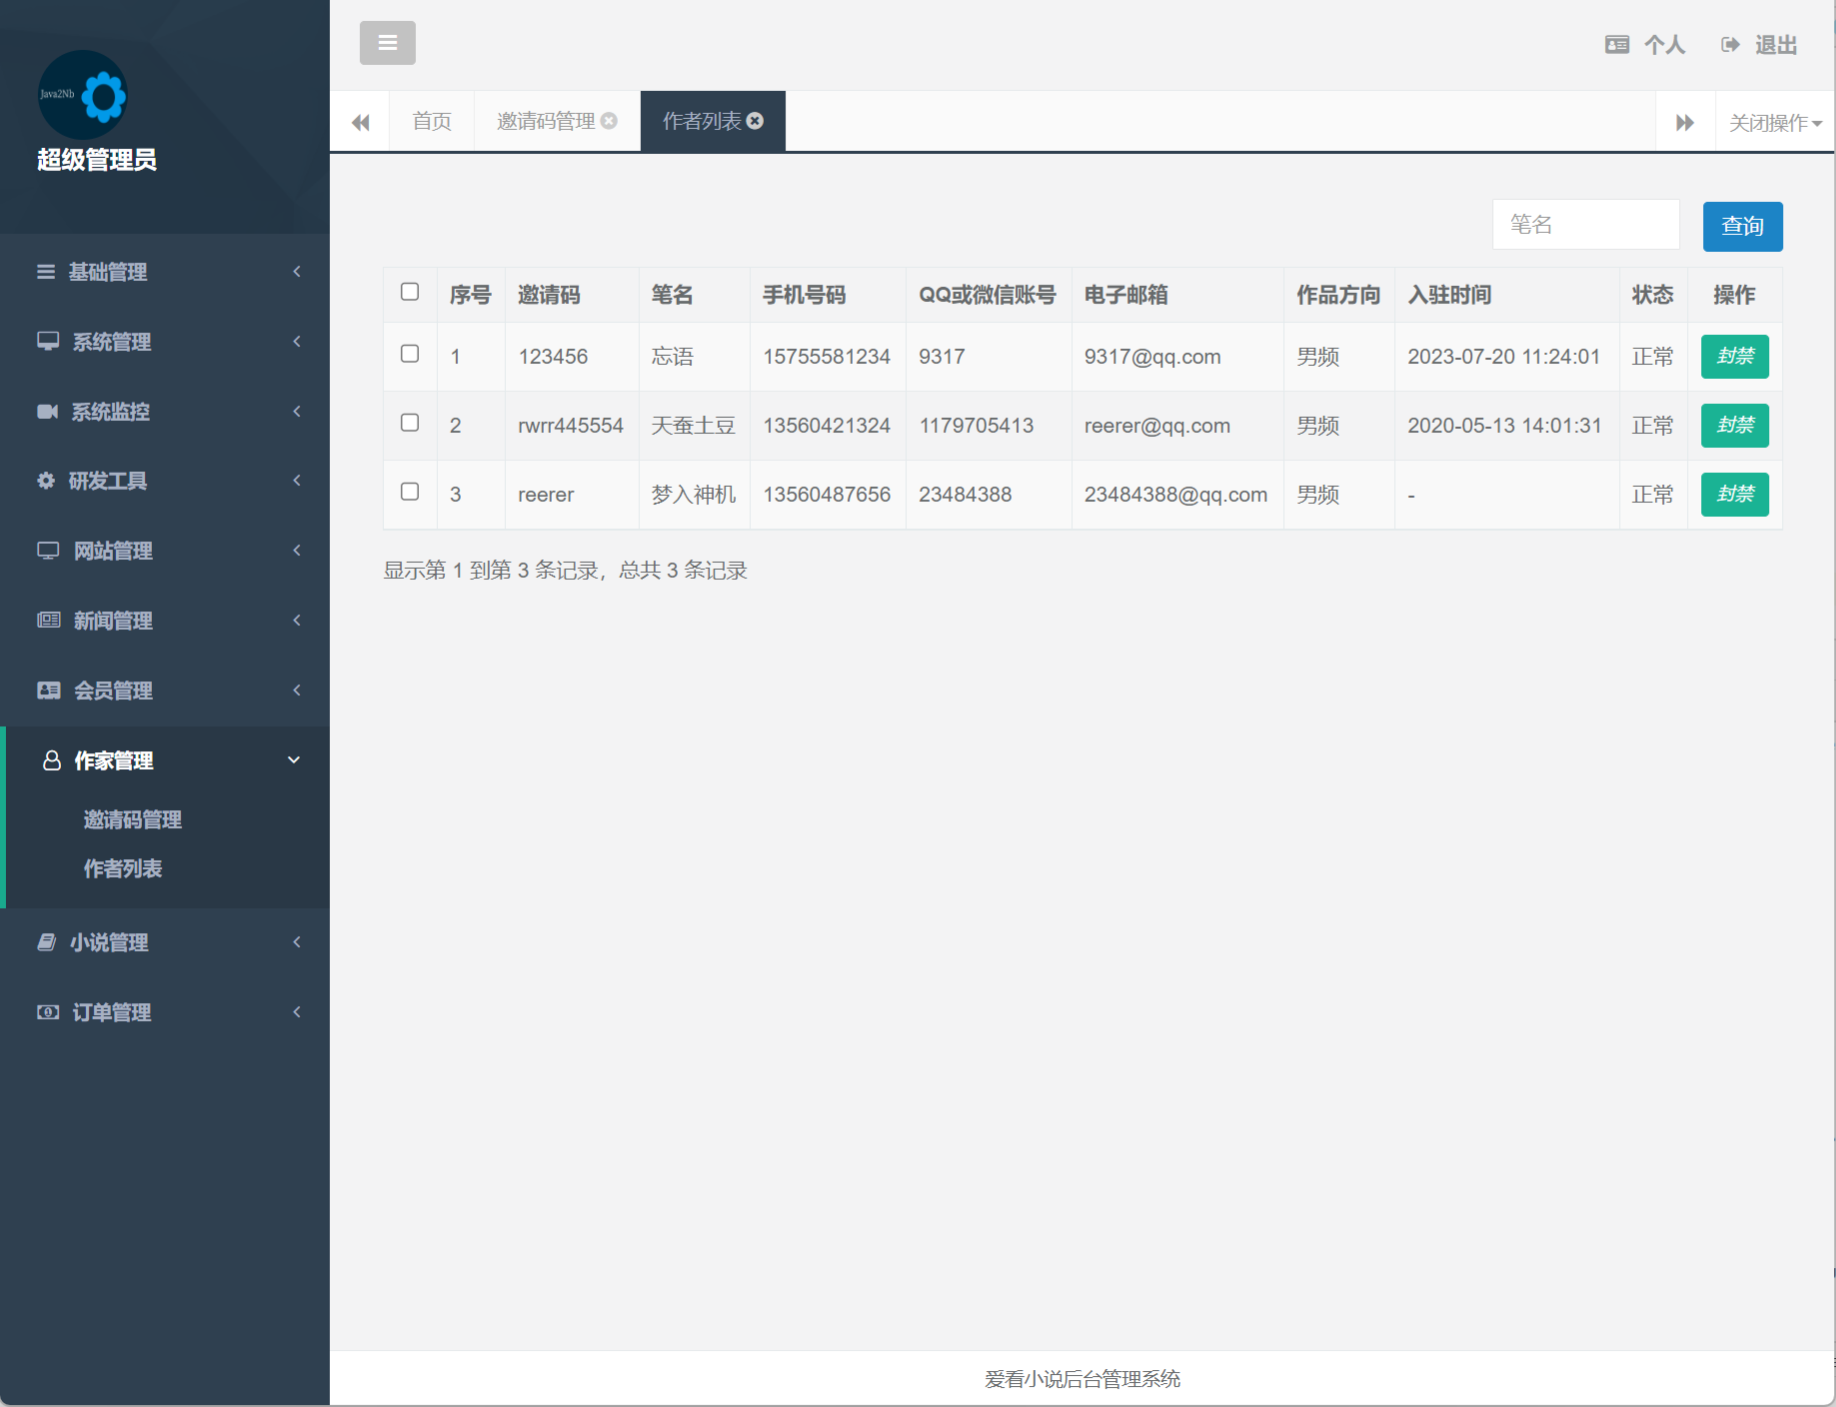 Java2Nb
超级管理员
基础管理
系统管理
系统监控
研发工具
网站管理
新闻管理
会员管理
作家管理
邀请码管理
作者列表
小说管理
订单管理
个人 退出
首页 邀请码管理 作者列表 关闭操作
笔名 查询
序号 邀请码 笔名 手机号码 QQ或微信账号 电子邮箱 作品方向 入驻时间 状态 操作
1 123456 忘语 15755581234 9317 9317@qq.com 男频 2023-07-20 11:24:01 正常 封禁
2 rwrr445554 天蚕土豆 13560421324 1179705413 reerer@qq.com 男频 2020-05-13 14:01:31 正常 封禁
3 reerer 梦入神机 13560487656 23484388 23484388@qq.com 男频 - 正常 封禁
显示第 1 到第 3 条记录，总共 3 条记录
爱看小说后台管理系统